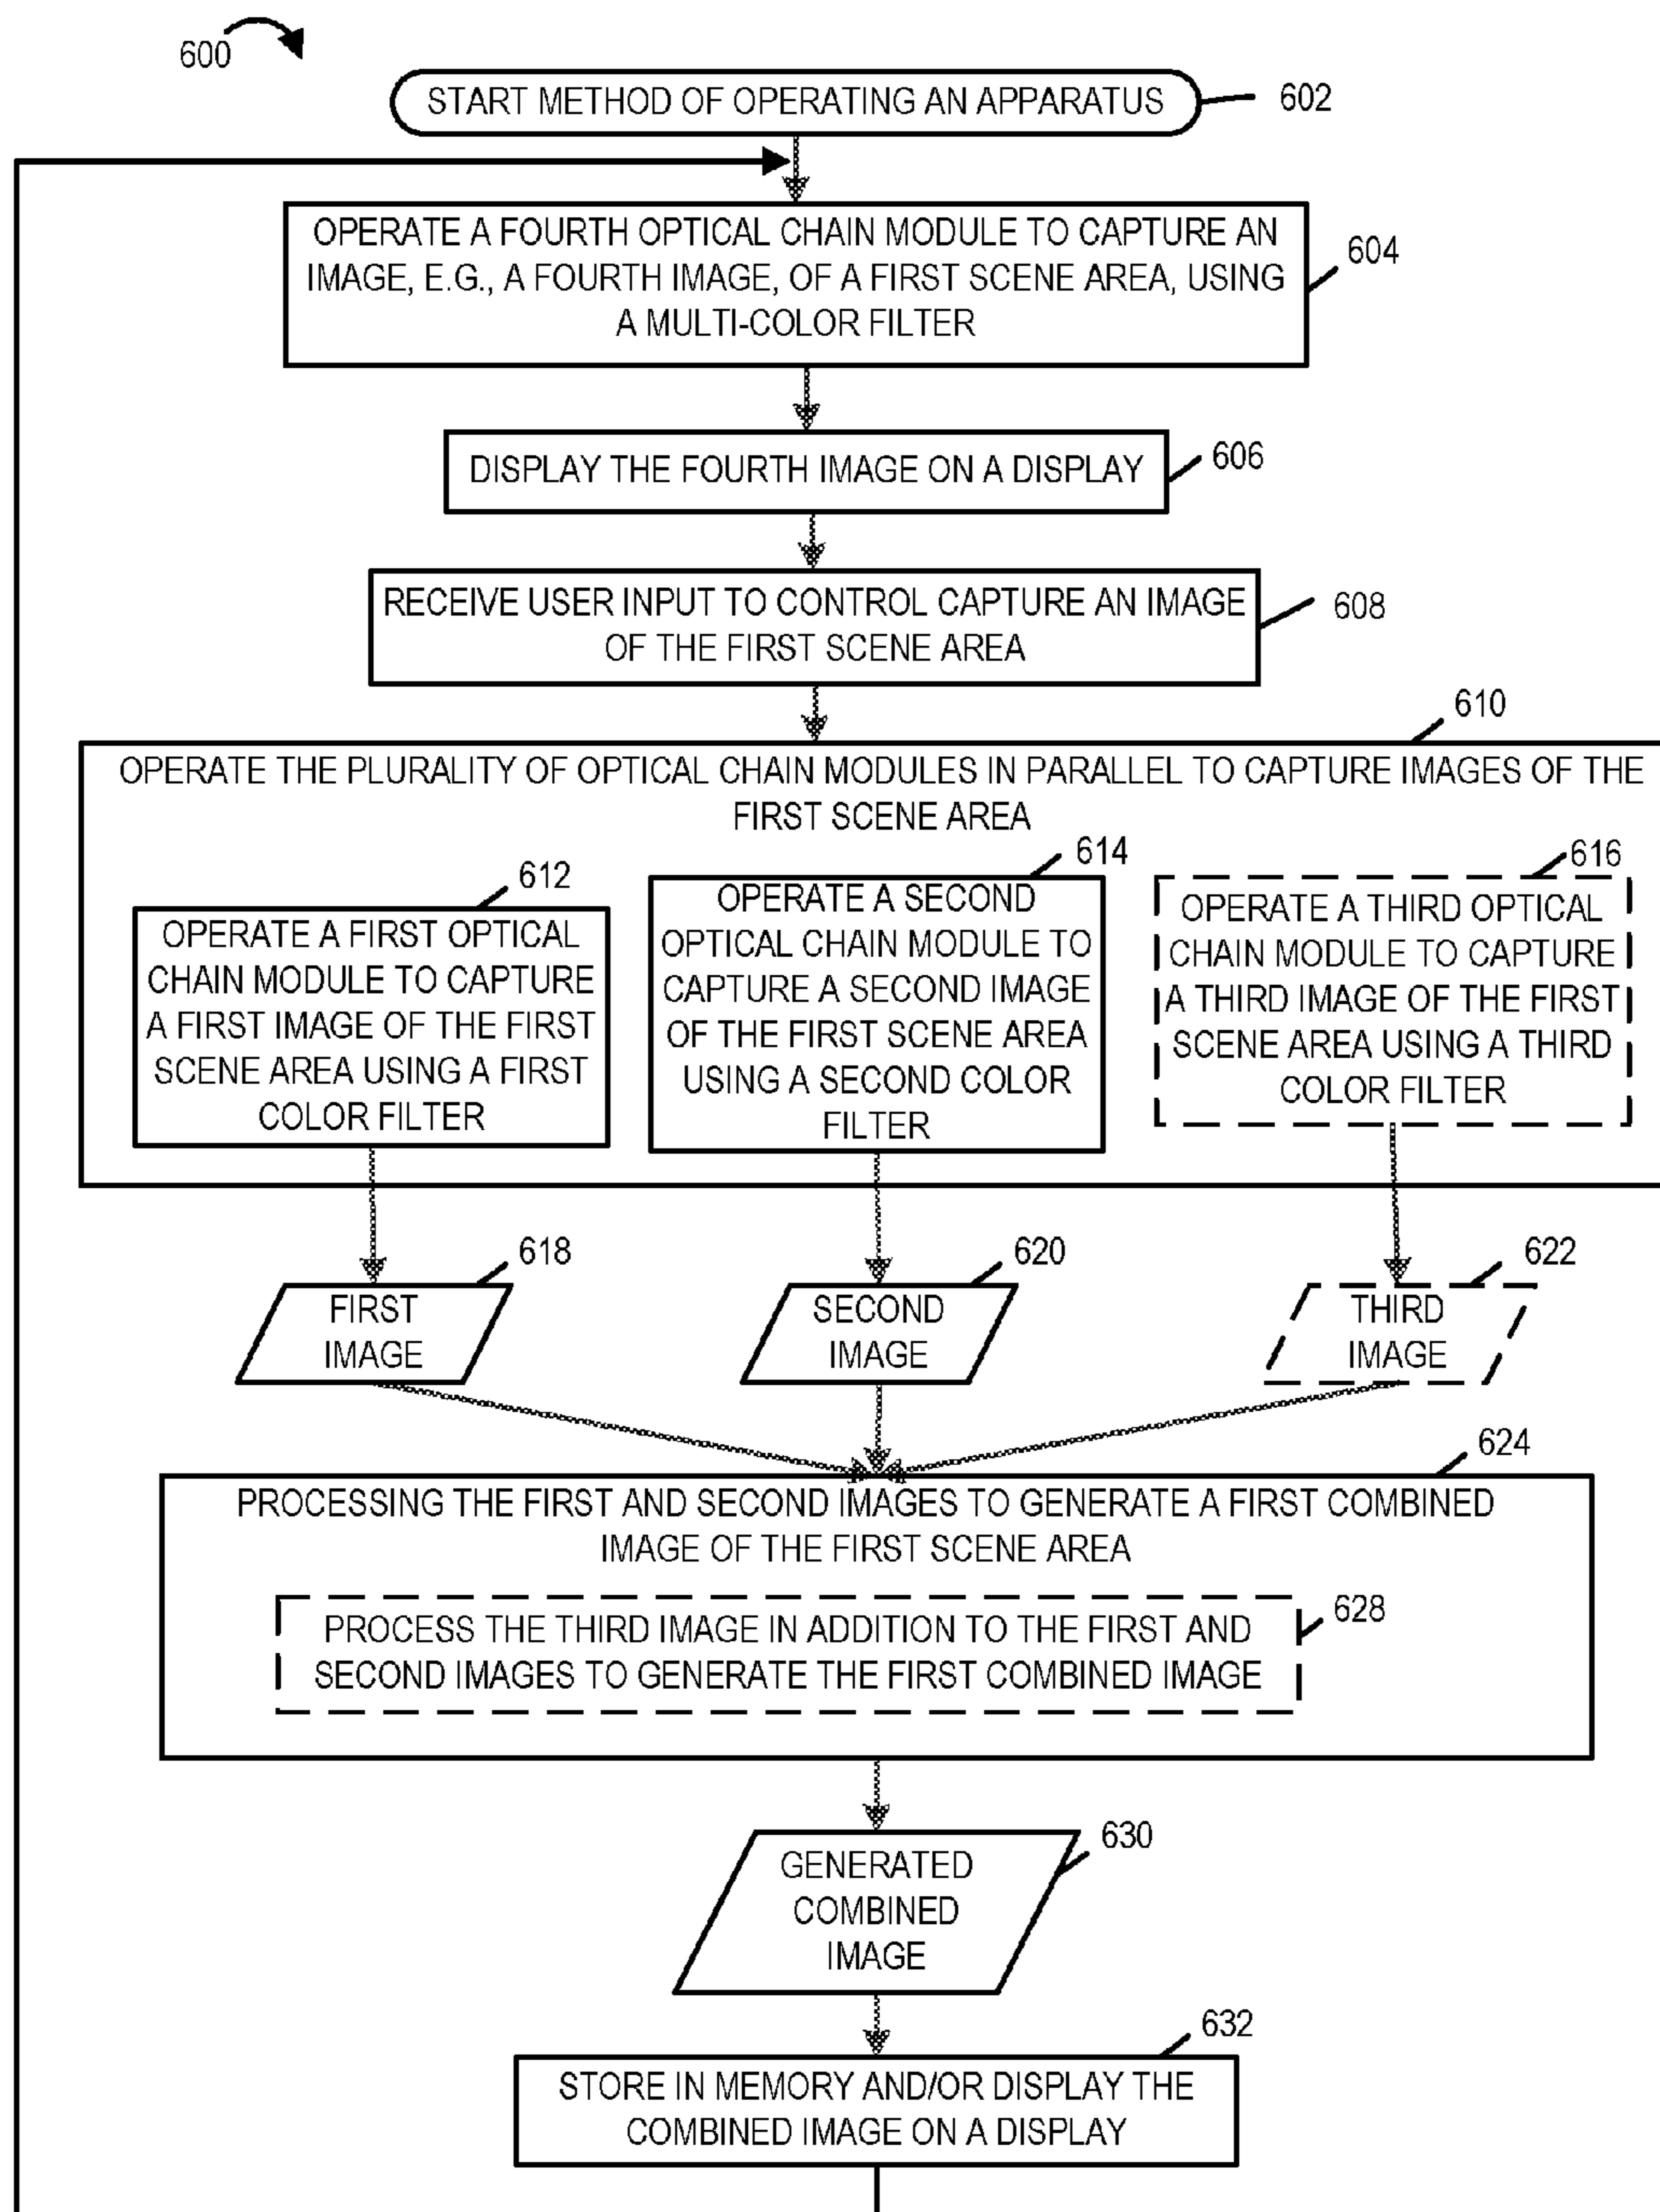 600
START METHOD OF OPERATING AN APPARATUS
602
OPERATE A FOURTH OPTICAL CHAIN MODULE TO CAPTURE AN
IMAGE, E.G., A FOURTH IMAGE, OF A FIRST SCENE AREA, USING
A MULTI-COLOR FILTER
604
DISPLAY THE FOURTH IMAGE ON A DISPLAY
606
RECEIVE USER INPUT TO CONTROL CAPTURE AN IMAGE
OF THE FIRST SCENE AREA
608
610
OPERATE THE PLURALITY OF OPTICAL CHAIN MODULES IN PARALLEL TO CAPTURE IMAGES OF THE
FIRST SCENE AREA
612
OPERATE A FIRST OPTICAL
CHAIN MODULE TO CAPTURE
A FIRST IMAGE OF THE FIRST
SCENE AREA USING A FIRST
COLOR FILTER
614
OPERATE A SECOND
OPTICAL CHAIN MODULE TO
CAPTURE A SECOND IMAGE
OF THE FIRST SCENE AREA
USING A SECOND COLOR
FILTER
616
OPERATE A THIRD OPTICAL
CHAIN MODULE TO CAPTURE
A THIRD IMAGE OF THE FIRST
SCENE AREA USING A THIRD
COLOR FILTER
618
FIRST
IMAGE
620
SECOND
IMAGE
622
THIRD
IMAGE
624
PROCESSING THE FIRST AND SECOND IMAGES TO GENERATE A FIRST COMBINED
IMAGE OF THE FIRST SCENE AREA
PROCESS THE THIRD IMAGE IN ADDITION TO THE FIRST AND
SECOND IMAGES TO GENERATE THE FIRST COMBINED IMAGE
628
GENERATED
COMBINED
IMAGE
630
632
STORE IN MEMORY AND/OR DISPLAY THE
COMBINED IMAGE ON A DISPLAY